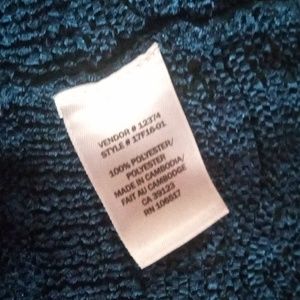 VENDOR # 12374
STYLE # 17F16-01
100% POLYESTER/
POLYESTER
MADE IN CAMBODIA/
FAIT AU CAMBODGE
CA 39123
RN 106617